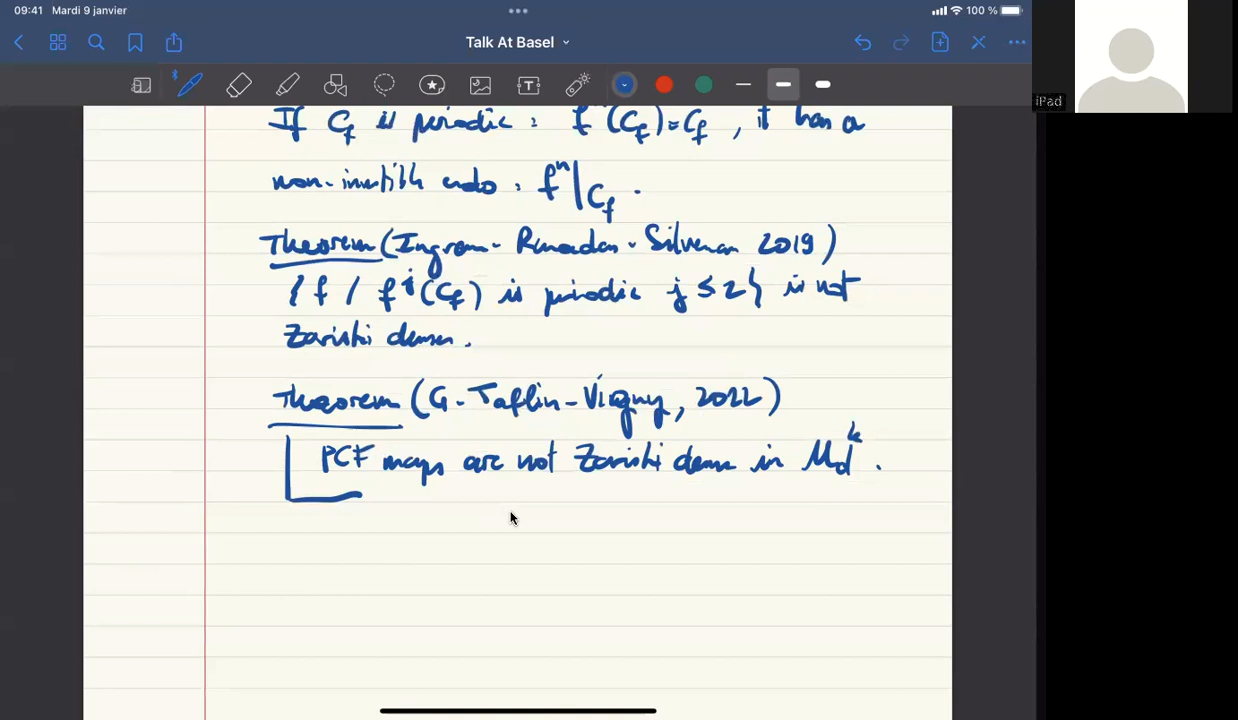 09:41 Mardi 9 janvier
100 %
Talk At Basel
iPad
If C_f is periodic : f^n(C_f) = C_f , it has a
non-invertible endo : f^n|_{C_f} .
Theorem (Ingram - Ramadas - Silverman 2019)
{ f / f^j(C_f) is periodic j ≤ 2 } is not
Zariski dense .
Theorem (G - Taflin - Vigny, 2022)
PCF maps are not Zariski dense in M_d^k .